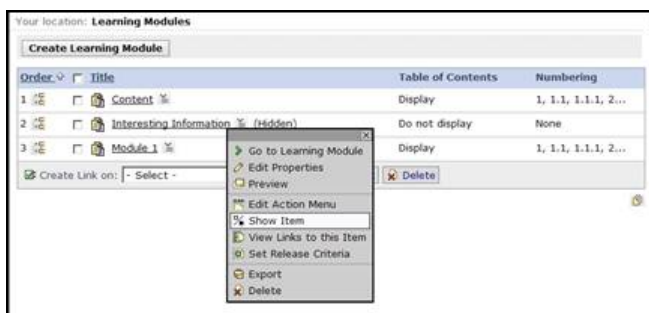 Your location: Learning Modules
Create Learning Module
Order Title Table of Contents Numbering
1 Content Display 1, 1.1, 1.1.1, 2...
2 Interesting Information (Hidden) Do not display None
3 Module 1 Display 1, 1.1, 1.1.1, 2...
Create Link on: - Select - Delete
Go to Learning Module
Edit Properties
Preview
Edit Action Menu
Show Item
View Links to this Item
Set Release Criteria
Export
Delete